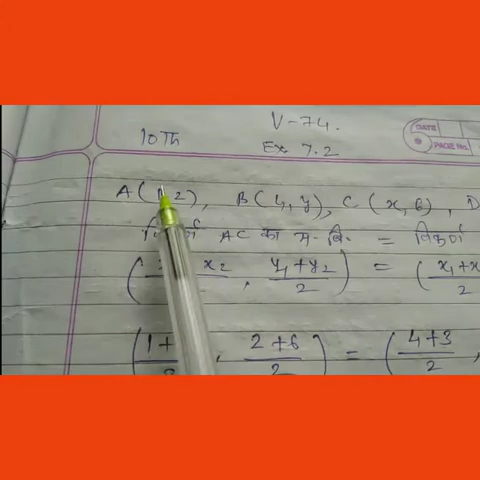 V-74.
DATE
10Th
Ex 7.2
PAGE No.
A( 2), B(4, y), C(x, 6), D
AC का म. बि. = विकर्ण
x2, y1+y2/2) = (x1+x/2
(1+ , 2+6/2) = (4+3/2,